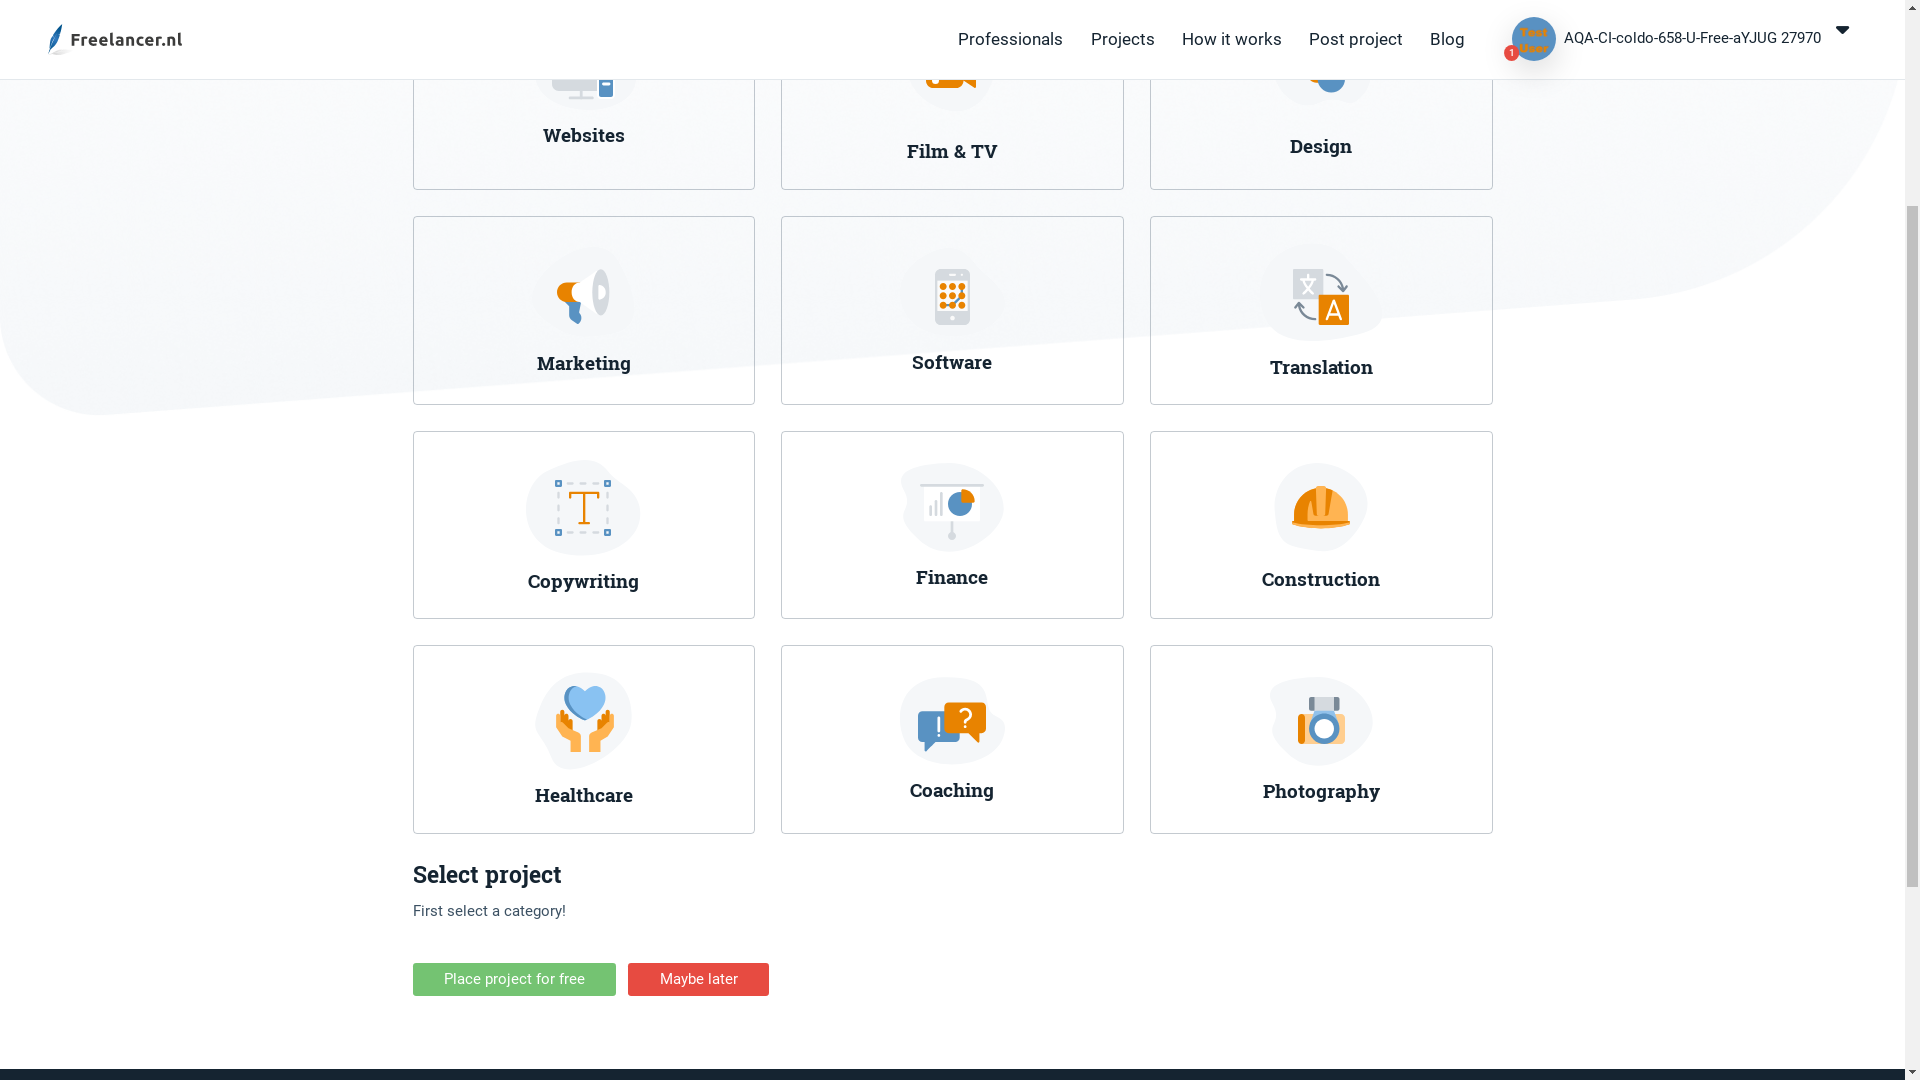 Freelancer.nl
Professionals
Projects
How it works
Post project
Blog
Test
User
1
AQA-CI-coldo-658-U-Free-aYJUG 27970
Websites
Film & TV
Design
Marketing
Software
A
Translation
T
Copywriting
Finance
Construction
Healthcare
! ?
Coaching
Photography
Select project
First select a category!
Place project for free
Maybe later